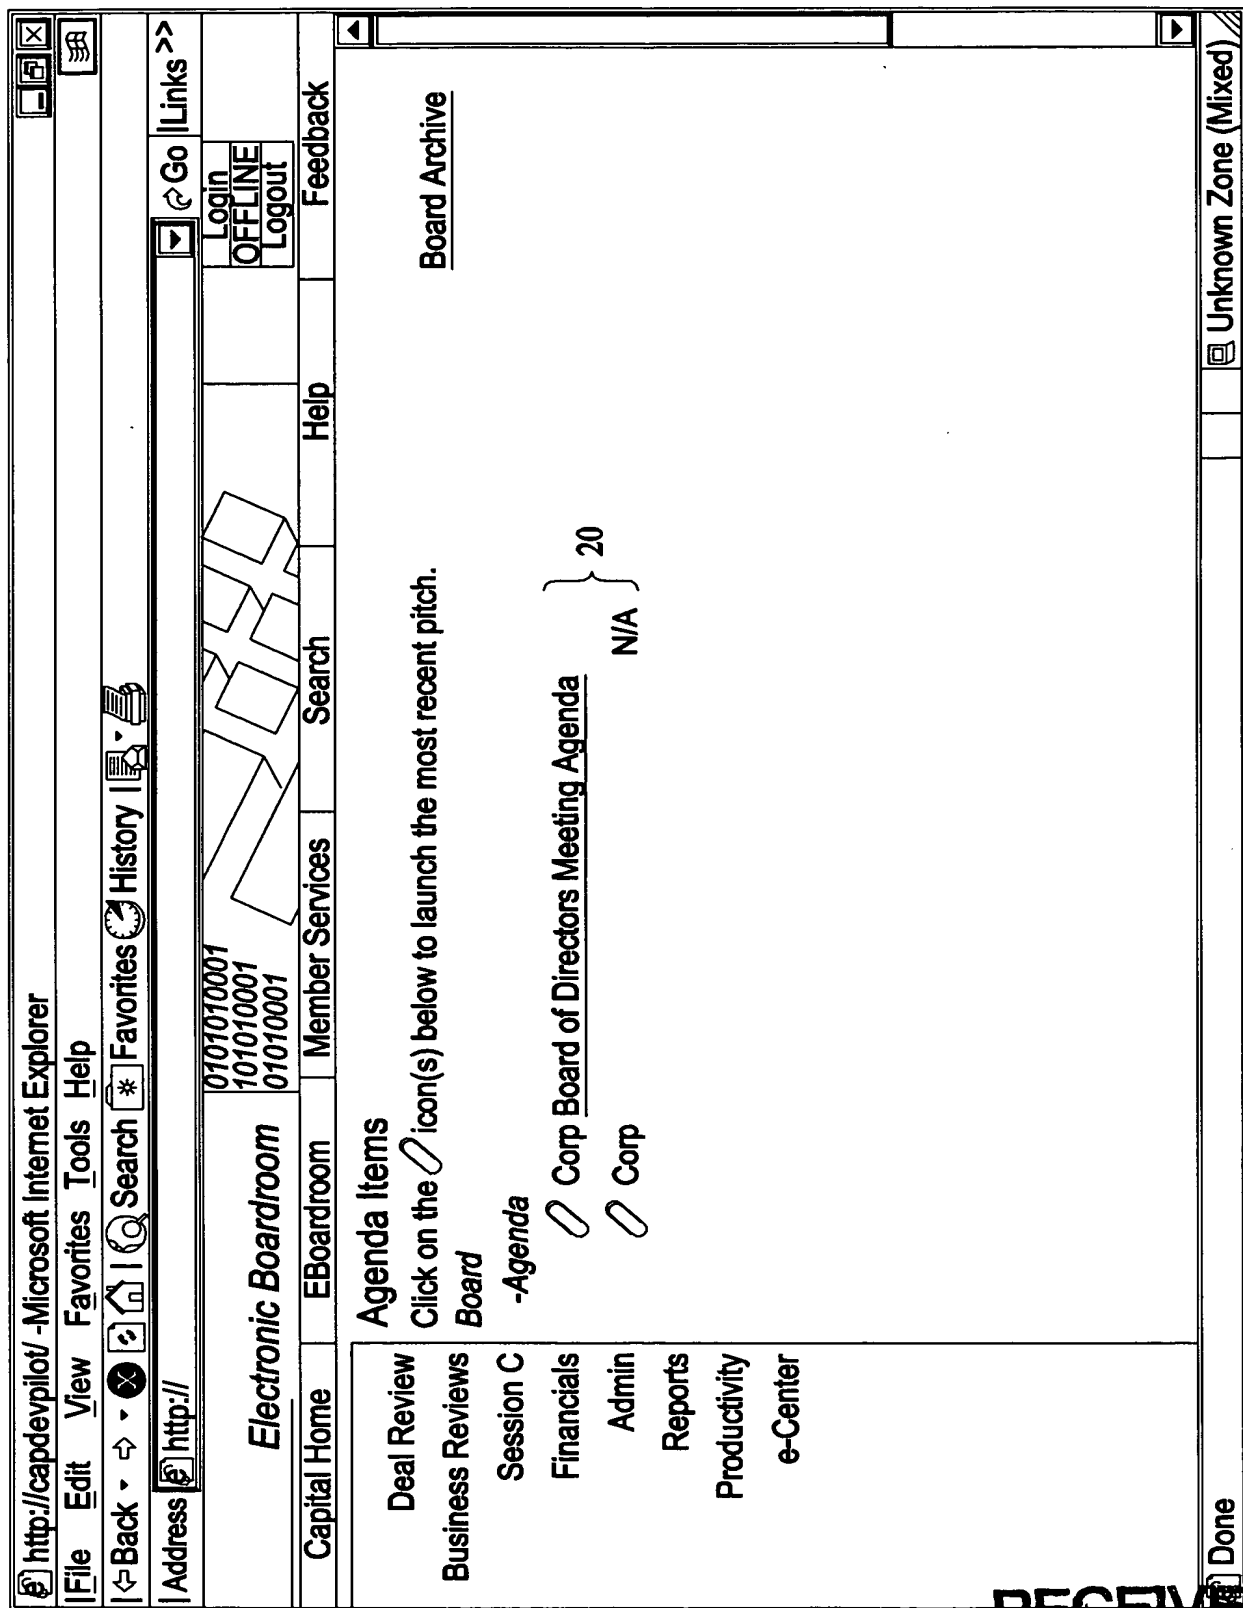 http://capdevpilot/ -Microsoft Internet Explorer
File Edit View Favorites Tools Help
Back Search Favorites History
Address http:// Go Links >>
Electronic Boardroom
0101010001
101010001
01010001
Login
OFFLINE
Logout
Capital Home EBoardroom Member Services Search Help Feedback
Deal Review
Business Reviews
Session C
Financials
Admin
Reports
Productivity
e-Center
Agenda Items
Click on the icon(s) below to launch the most recent pitch.
Board
Board Archive
-Agenda
Corp Board of Directors Meeting Agenda
Corp N/A
20
Done Unknown Zone (Mixed)